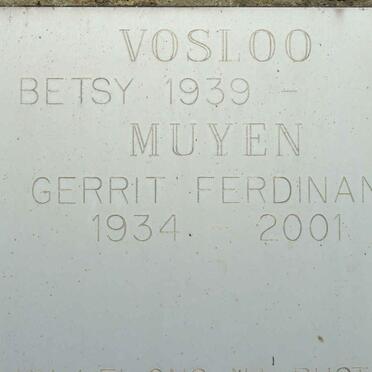 VOSLOO
BETSY 1939 -
MUYEN
GERRIT FERDINAN
1934 - 2001